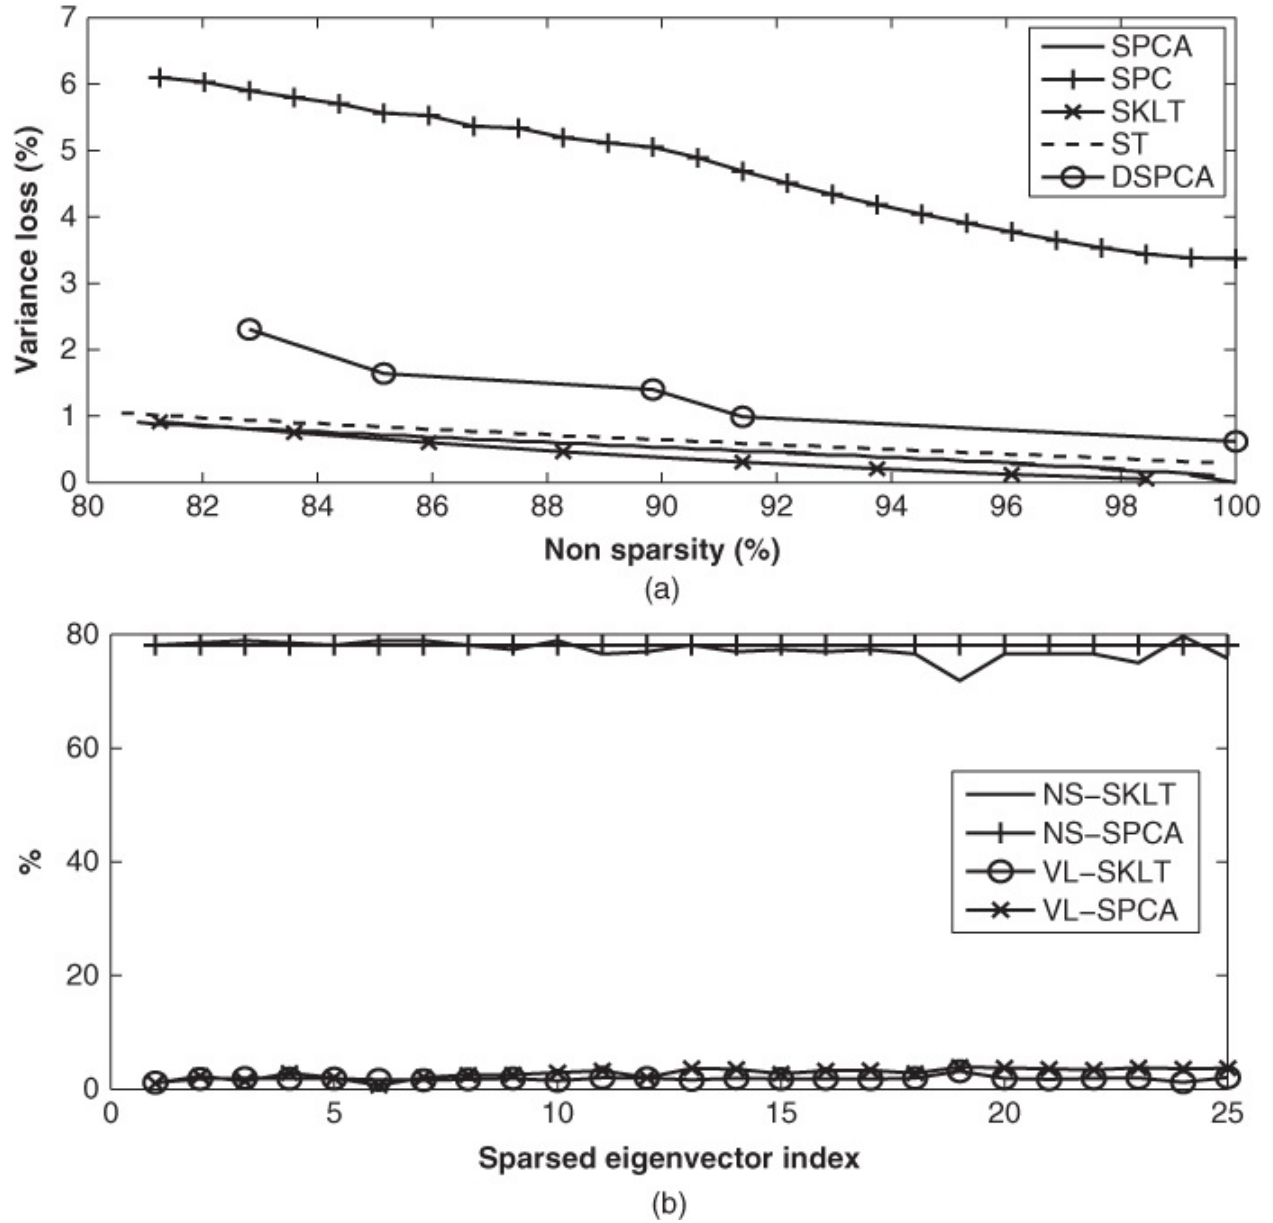 7
6
5
4
3
2
1
0
Variance loss (%)
SPCA
SPC
SKLT
ST
DSPCA
80 82 84 86 88 90 92 94 96 98 100
Non sparsity (%)
(a)
80
60
40
20
0
%
NS–SKLT
NS–SPCA
VL–SKLT
VL–SPCA
0 5 10 15 20 25
Sparsed eigenvector index
(b)